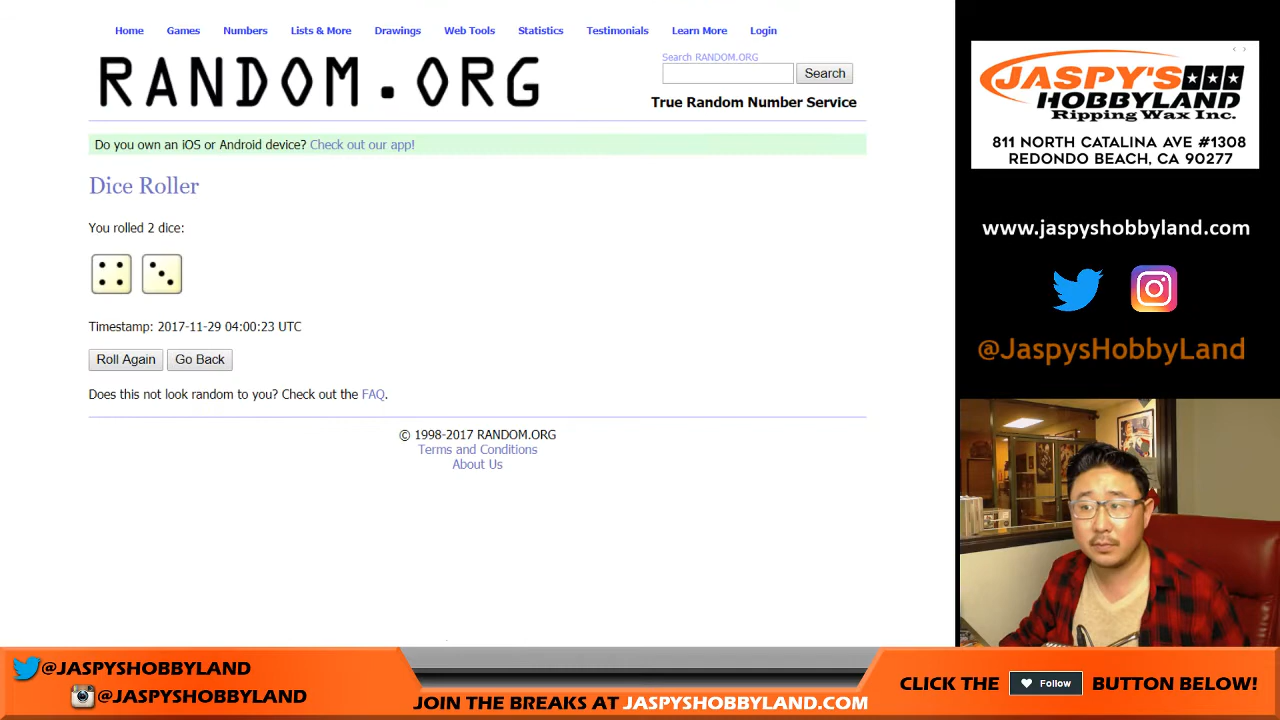 Home Games Numbers Lists & More Drawings Web Tools Statistics Testimonials Learn More Login
RANDOM.ORG
Search RANDOM.ORG
Search
True Random Number Service
Do you own an iOS or Android device? Check out our app!
Dice Roller
You rolled 2 dice:
Timestamp: 2017-11-29 04:00:23 UTC
Roll Again Go Back
Does this not look random to you? Check out the FAQ.
© 1998-2017 RANDOM.ORG
Terms and Conditions
About Us
JASPY'S
HOBBYLAND
Ripping Wax Inc.
811 NORTH CATALINA AVE #1308
REDONDO BEACH, CA 90277
www.jaspyshobbyland.com
@JaspysHobbyLand
@JASPYSHOBBYLAND
@JASPYSHOBBYLAND
JOIN THE BREAKS AT JASPYSHOBBYLAND.COM
CLICK THE Follow BUTTON BELOW!